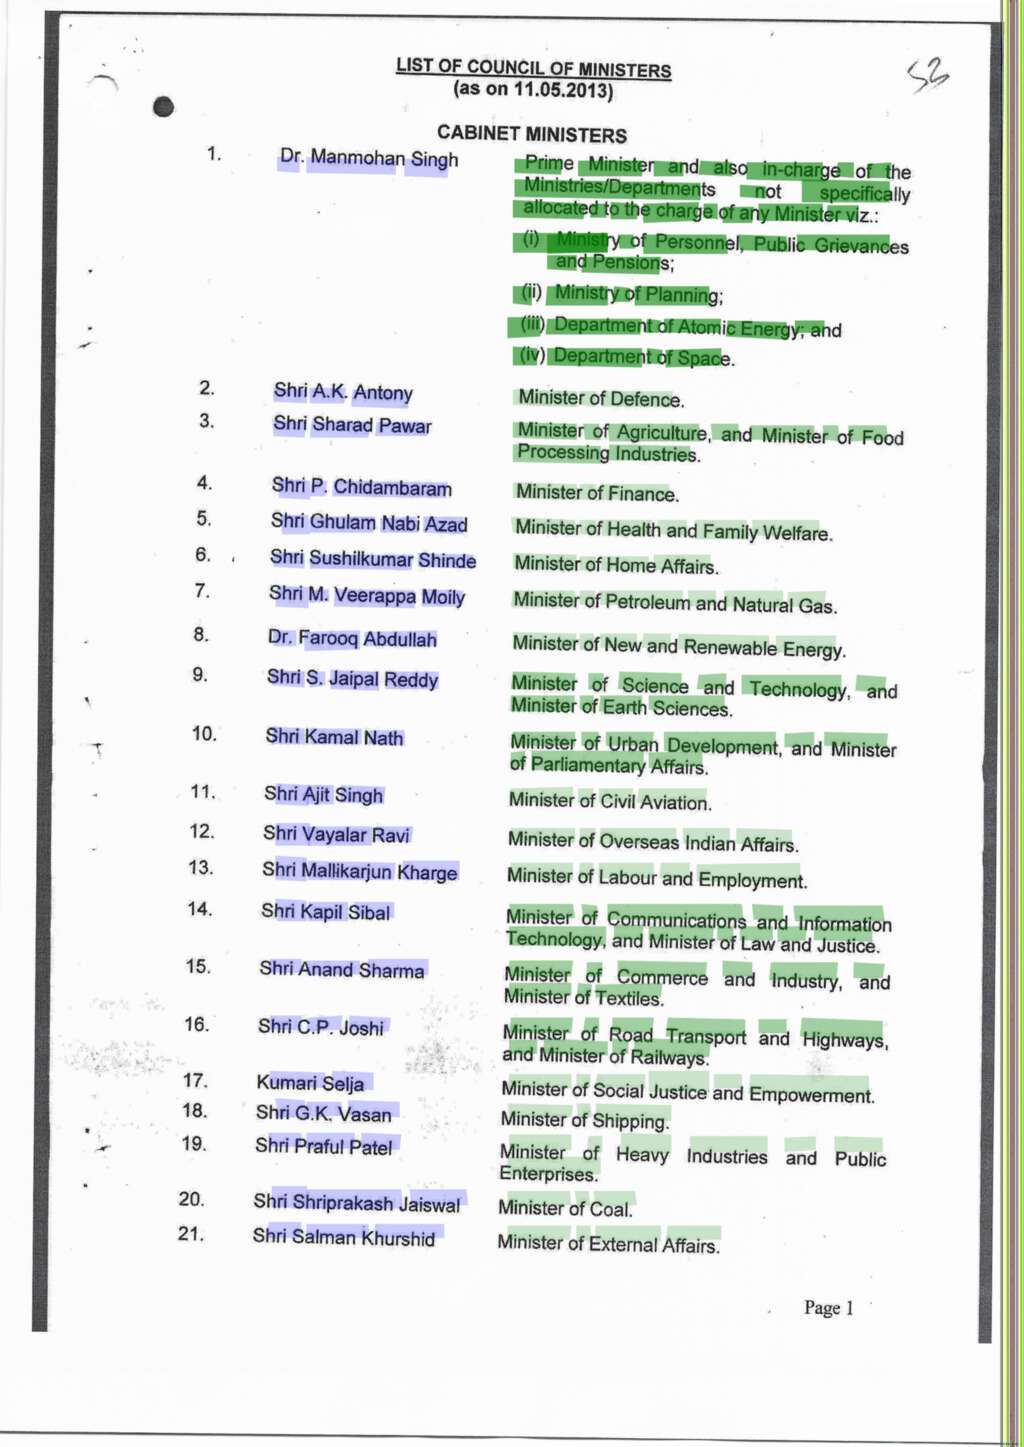 LIST OF COUNCIL OF MINISTERS
(as on 11.05.2013)
53
CABINET MINISTERS
1. Dr. Manmohan Singh Prime Minister and also in-charge of the
Ministries/Departments not specifically
allocated to the charge of any Minister viz.:
(i) Ministry of Personnel, Public Grievances
and Pensions;
(ii) Ministry of Planning;
(iii) Department of Atomic Energy; and
(iv) Department of Space.
2. Shri A.K. Antony Minister of Defence.
3. Shri Sharad Pawar Minister of Agriculture, and Minister of Food
Processing Industries.
4. Shri P. Chidambaram Minister of Finance.
5. Shri Ghulam Nabi Azad Minister of Health and Family Welfare.
6. Shri Sushilkumar Shinde Minister of Home Affairs.
7. Shri M. Veerappa Moily Minister of Petroleum and Natural Gas.
8. Dr. Farooq Abdullah Minister of New and Renewable Energy.
9. Shri S. Jaipal Reddy Minister of Science and Technology, and
Minister of Earth Sciences.
10. Shri Kamal Nath Minister of Urban Development, and Minister
of Parliamentary Affairs.
11. Shri Ajit Singh Minister of Civil Aviation.
12. Shri Vayalar Ravi Minister of Overseas Indian Affairs.
13. Shri Mallikarjun Kharge Minister of Labour and Employment.
14. Shri Kapil Sibal Minister of Communications and Information
Technology, and Minister of Law and Justice.
15. Shri Anand Sharma Minister of Commerce and Industry, and
Minister of Textiles.
16. Shri C.P. Joshi Minister of Road Transport and Highways,
and Minister of Railways.
17. Kumari Selja Minister of Social Justice and Empowerment.
18. Shri G.K. Vasan Minister of Shipping.
19. Shri Praful Patel Minister of Heavy Industries and Public
Enterprises.
20. Shri Shriprakash Jaiswal Minister of Coal.
21. Shri Salman Khurshid Minister of External Affairs.
Page 1